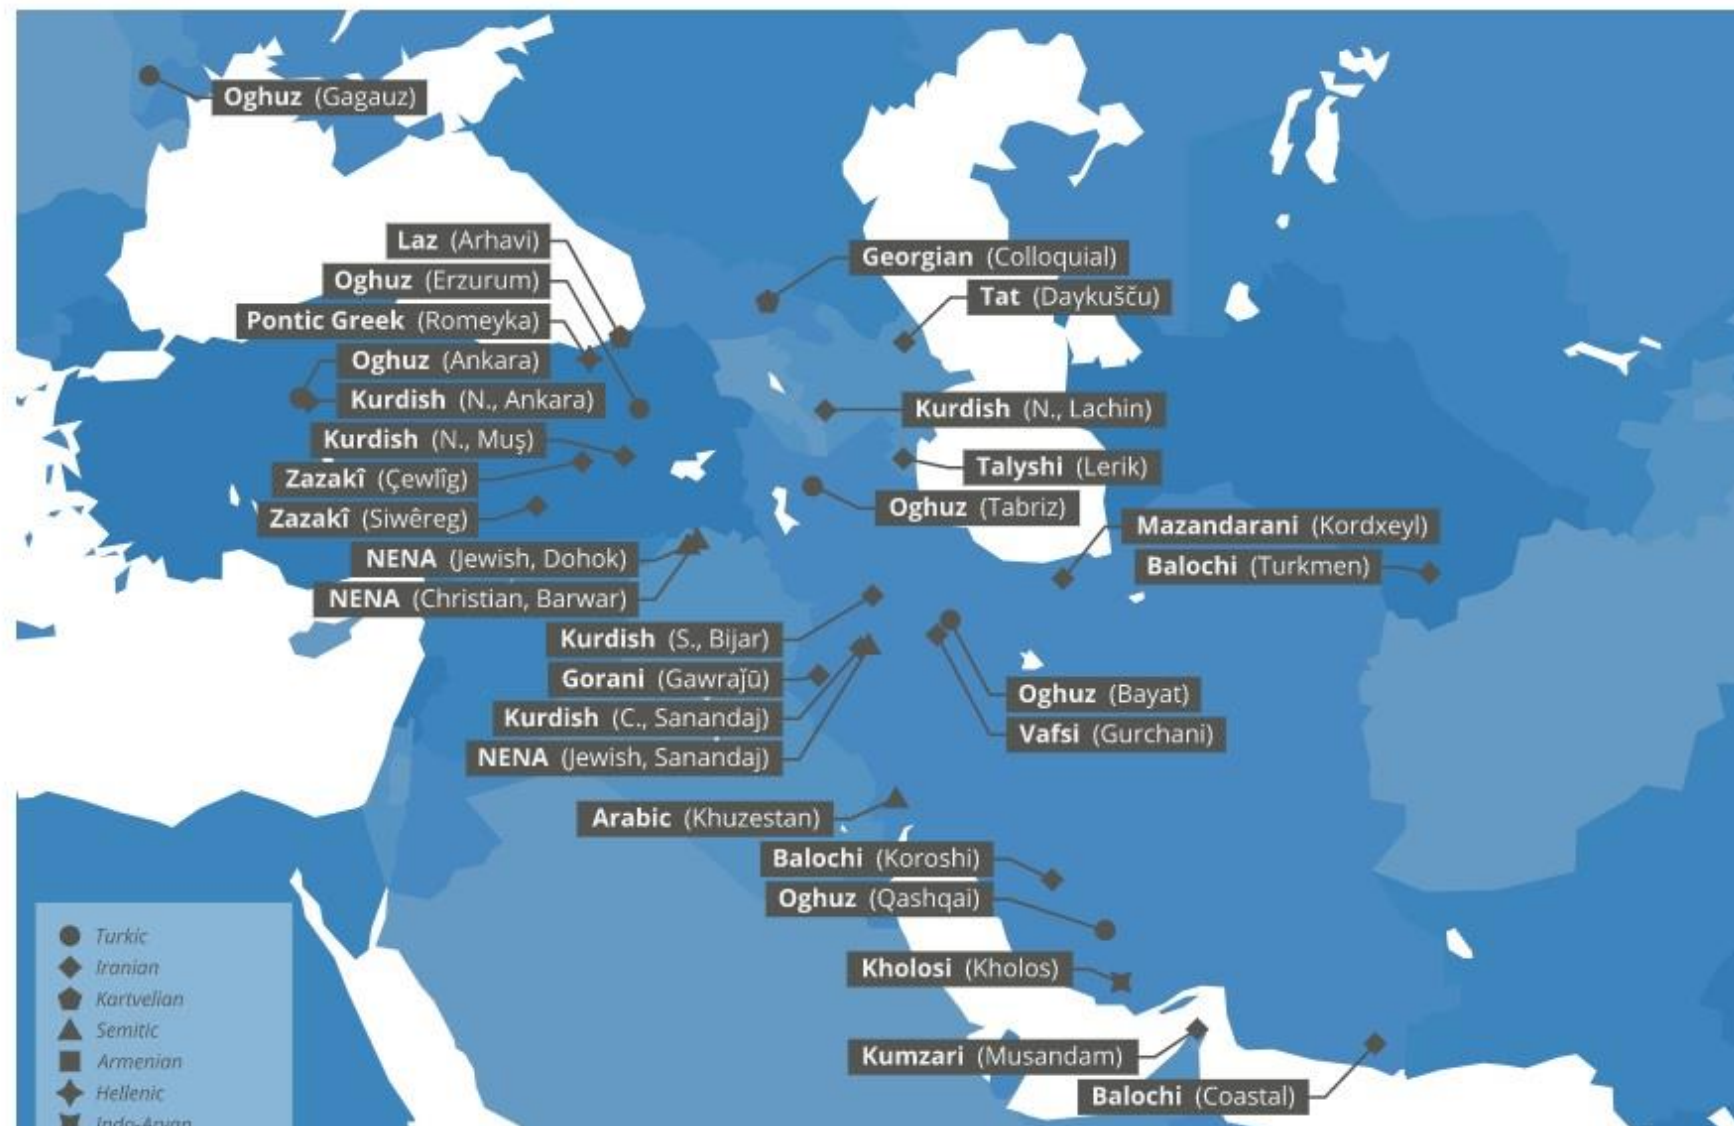 Oghuz (Gagauz)
Laz (Arhavi)
Georgian (Colloquial)
Oghuz (Erzurum)
Tat (Daykušču)
Pontic Greek (Romeyka)
Oghuz (Ankara)
Kurdish (N., Ankara)
Kurdish (N., Lachin)
Kurdish (N., Muş)
Talyshi (Lerik)
Zazakî (Çewlîg)
Oghuz (Tabriz)
Zazakî (Siwêreg)
Mazandarani (Kordxeyl)
NENA (Jewish, Dohok)
Balochi (Turkmen)
NENA (Christian, Barwar)
Kurdish (S., Bijar)
Gorani (Gawraǰū)
Oghuz (Bayat)
Kurdish (C., Sanandaj)
Vafsi (Gurchani)
NENA (Jewish, Sanandaj)
Arabic (Khuzestan)
Balochi (Koroshi)
Oghuz (Qashqai)
Kholosi (Kholos)
Kumzari (Musandam)
Balochi (Coastal)
Turkic
Iranian
Kartvelian
Semitic
Armenian
Hellenic
Indo-Aryan